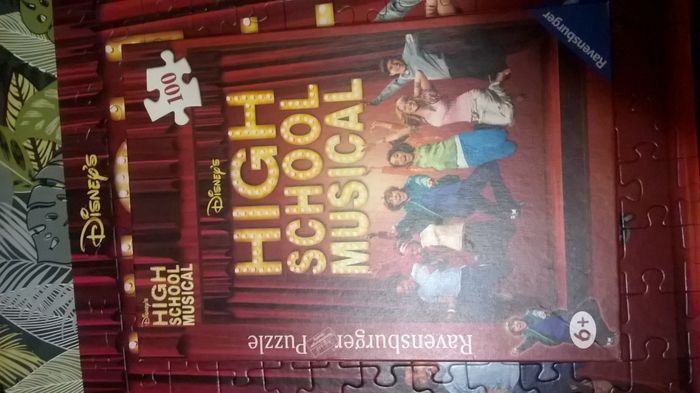 Ravensburger
100
DISNEY'S
HIGH
SCHOOL
MUSICAL
DISNEY'S
HIGH
SCHOOL
MUSICAL
Ravensburger Puzzle
6+
DISNEY'S